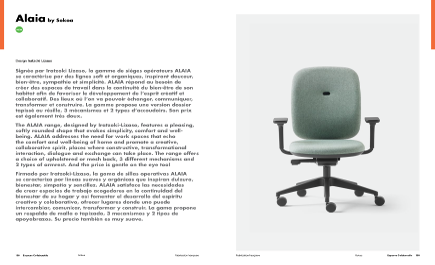 Alaia by Sokoa
Signée par Iratzoki-Lizaso, la gamme de sièges opérateurs ALAIA
se caractérise par des lignes soft et organiques, inspirant douceur,
bien-être, sympathie et simplicité. ALAIA répond au besoin de
créer des espaces de travail dans la continuité du bien-être de son
habitat afin de favoriser le développement de l'esprit créatif et
collaboratif. Des lieux où l'on va pouvoir échanger, communiquer,
transformer et construire. La gamme propose une version dossier
tapissé ou résille, 3 mécanismes et 2 types d'accoudoirs. Son prix
est également très doux.
The ALAIA range, designed by Iratzoki-Lizaso, features a pleasing,
softly rounded shape that evokes simplicity, comfort and well-
being. ALAIA addresses the need for work spaces that echo
the comfort and well-being of home and promote a creative,
collaborative spirit, places where constructive, transformational
interaction, dialogue and exchange can take place. The range offers
a choice of upholstered or mesh back, 3 different mechanisms and
2 types of armrest. And the price is gentle on the eye too!
Firmada por Iratzoki-Lizaso, la gama de sillas operativas ALAIA
se caracteriza por líneas suaves y orgánicas que inspiran dulzura,
bienestar, simpatía y sencillez. ALAIA satisface las necesidades
de crear espacios de trabajo acogedores en la continuidad del
bienestar de su hogar y así fomentar el desarrollo del espíritu
creativo y colaborativo, ofrecer lugares donde uno puede
intercambiar, comunicar, transformar y construir. La gama propone
un respaldo de malla o tapizado, 3 mecanismos y 2 tipos de
apoyabrazos. Su precio también es muy suave.